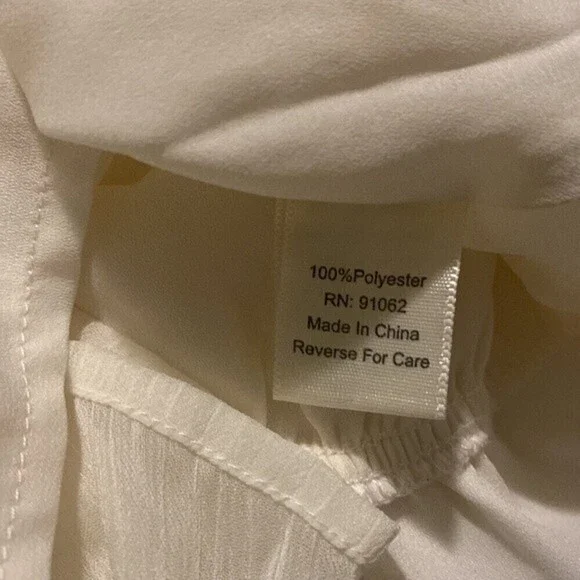 100%Polyester
RN: 91062
Made In China
Reverse For Care